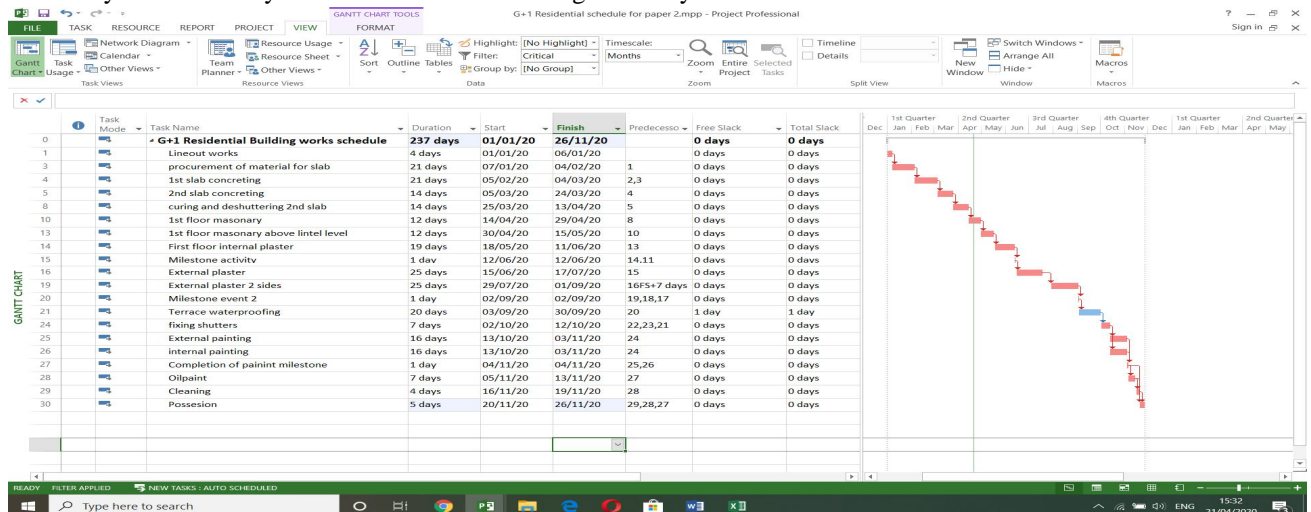 GANTT CHART TOOLS
G+1 Residential schedule for paper 2.mpp - Project Professional
FILE TASK RESOURCE REPORT PROJECT VIEW FORMAT Sign in
Gantt Chart Task Usage Network Diagram Calendar Other Views Team Planner Resource Usage Resource Sheet Other Views Sort Outline Tables Highlight: [No Highlight] Filter: Critical Group by: [No Group] Timescale: Months Zoom Entire Project Selected Tasks Timeline Details New Window Switch Windows Arrange All Hide Macros
Task Views Resource Views Data Zoom Split View Window Macros
Task Mode Task Name Duration Start Finish Predecesso Free Slack Total Slack
0 G+1 Residential Building works schedule 237 days 01/01/20 26/11/20 0 days 0 days
1 Lineout works 4 days 01/01/20 06/01/20 0 days 0 days
3 procurement of material for slab 21 days 07/01/20 04/02/20 1 0 days 0 days
4 1st slab concreting 21 days 05/02/20 04/03/20 2,3 0 days 0 days
5 2nd slab concreting 14 days 05/03/20 24/03/20 4 0 days 0 days
8 curing and deshuttering 2nd slab 14 days 25/03/20 13/04/20 5 0 days 0 days
10 1st floor masonary 12 days 14/04/20 29/04/20 8 0 days 0 days
13 1st floor masonary above lintel level 12 days 30/04/20 15/05/20 10 0 days 0 days
14 First floor internal plaster 19 days 18/05/20 11/06/20 13 0 days 0 days
15 Milestone activity 1 day 12/06/20 12/06/20 14,11 0 days 0 days
16 External plaster 25 days 15/06/20 17/07/20 15 0 days 0 days
19 External plaster 2 sides 25 days 29/07/20 01/09/20 16FS+7 days 0 days 0 days
20 Milestone event 2 1 day 02/09/20 02/09/20 19,18,17 0 days 0 days
21 Terrace waterproofing 20 days 03/09/20 30/09/20 20 1 day 1 day
24 fixing shutters 7 days 02/10/20 12/10/20 22,23,21 0 days 0 days
25 External painting 16 days 13/10/20 03/11/20 24 0 days 0 days
26 internal painting 16 days 13/10/20 03/11/20 24 0 days 0 days
27 Completion of painint milestone 1 day 04/11/20 04/11/20 25,26 0 days 0 days
28 Oilpaint 7 days 05/11/20 13/11/20 27 0 days 0 days
29 Cleaning 4 days 16/11/20 19/11/20 28 0 days 0 days
30 Possesion 5 days 20/11/20 26/11/20 29,28,27 0 days 0 days
1st Quarter 2nd Quarter 3rd Quarter 4th Quarter 1st Quarter 2nd Quarter
Dec Jan Feb Mar Apr May Jun Jul Aug Sep Oct Nov Dec Jan Feb Mar Apr May
GANTT CHART
READY FILTER APPLIED NEW TASKS : AUTO SCHEDULED
Type here to search
ENG 15:32
21/04/2020